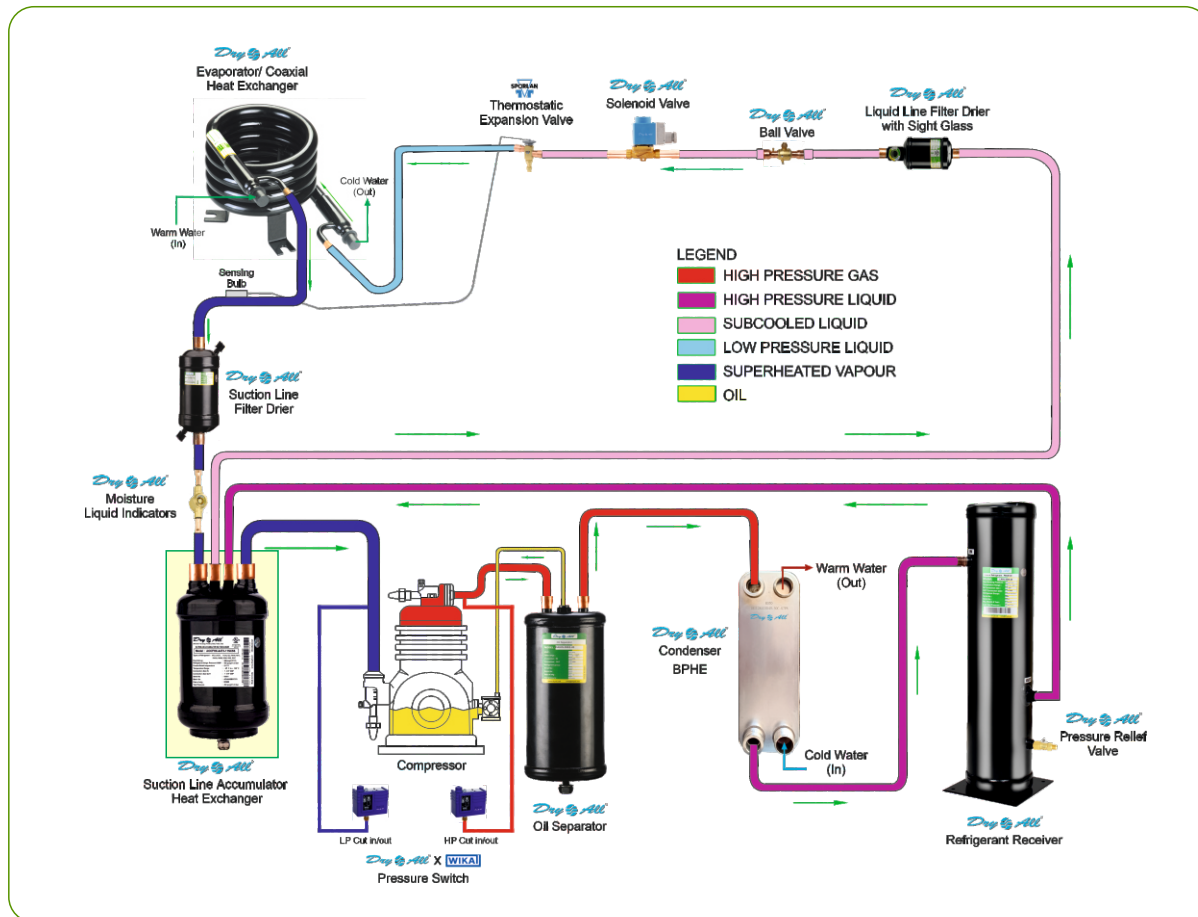 Dry All
Evaporator/ Coaxial
Heat Exchanger
SPORLAN
Thermostatic
Expansion Valve
Dry All
Solenoid Valve
Dry All
Ball Valve
Dry All
Liquid Line Filter Drier
with Sight Glass
Cold Water
(Out)
Warm Water
(In)
Sensing
Bulb
LEGEND
HIGH PRESSURE GAS
HIGH PRESSURE LIQUID
SUBCOOLED LIQUID
LOW PRESSURE LIQUID
SUPERHEATED VAPOUR
OIL
Dry All
Suction Line
Filter Drier
Dry All
Moisture
Liquid Indicators
Warm Water
(Out)
Dry All
Dry All
Condenser
BPHE
Dry All
Dry All
Pressure Relief
Valve
Cold Water
(In)
Compressor
Dry All
Suction Line Accumulator
Heat Exchanger
Dry All
Oil Separator
Dry All
Refrigerant Receiver
LP Cut in/out
HP Cut in/out
Dry All X WIKAI
Pressure Switch